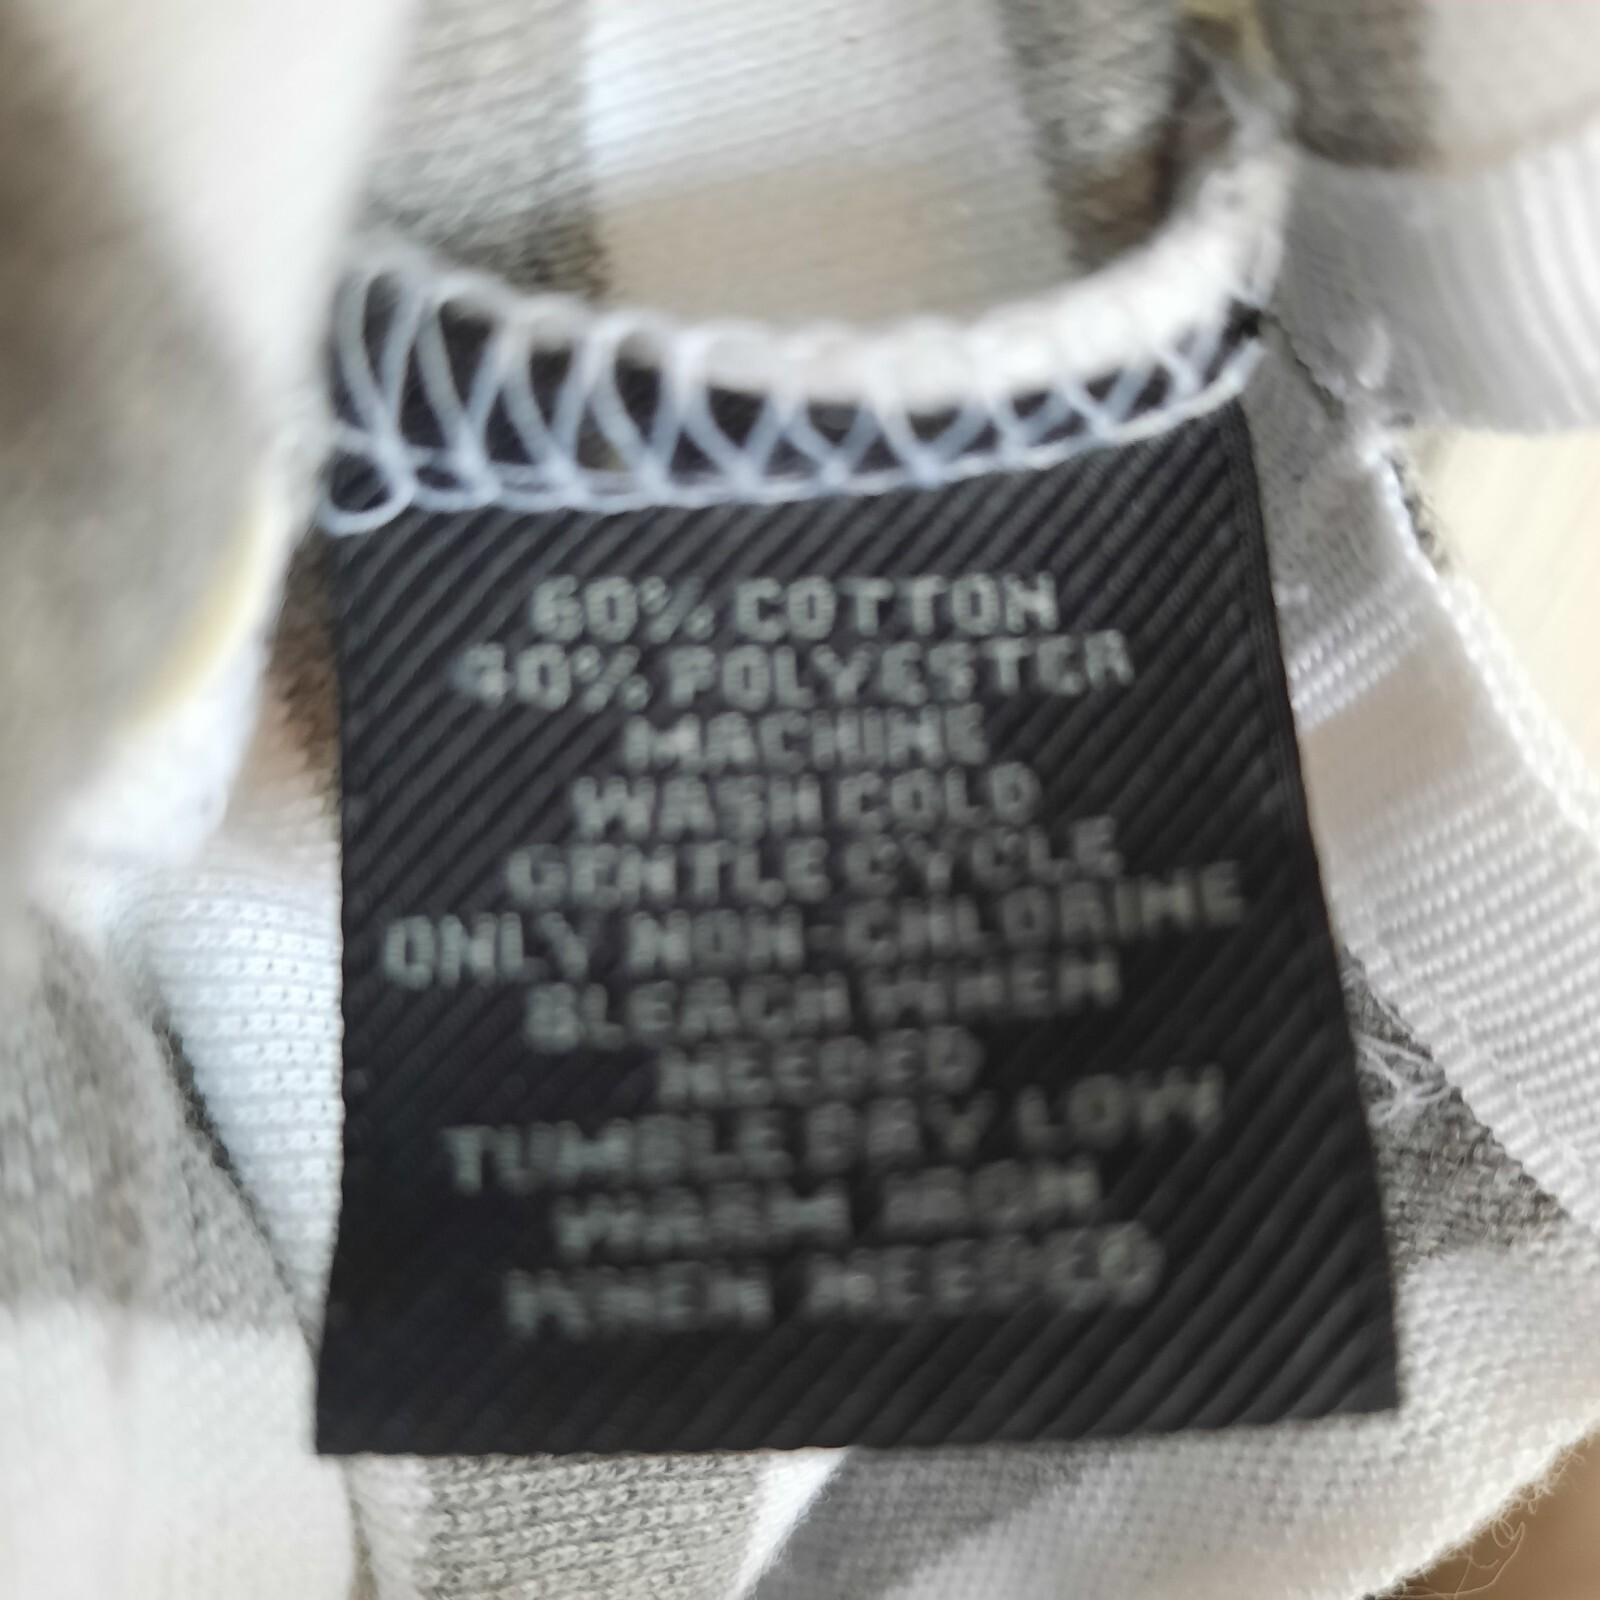 60% COTTON
40% POLYESTER
MACHINE
WASH COLD
GENTLE CYCLE
ONLY NON-CHLORINE
BLEACH WHEN
NEEDED
TUMBLE DRY LOW
WARM IRON
WHEN NEEDED